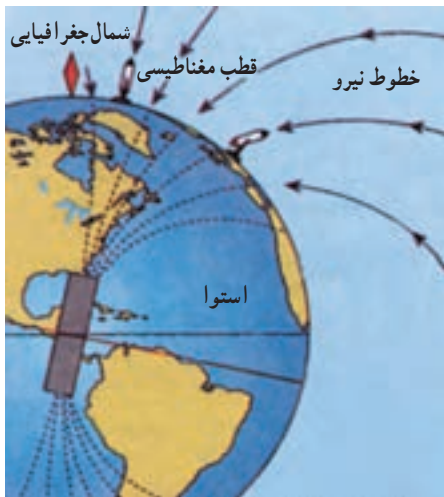 شمال جغرافیایی
قطب مغناطیسی
خطوط نیرو
استوا